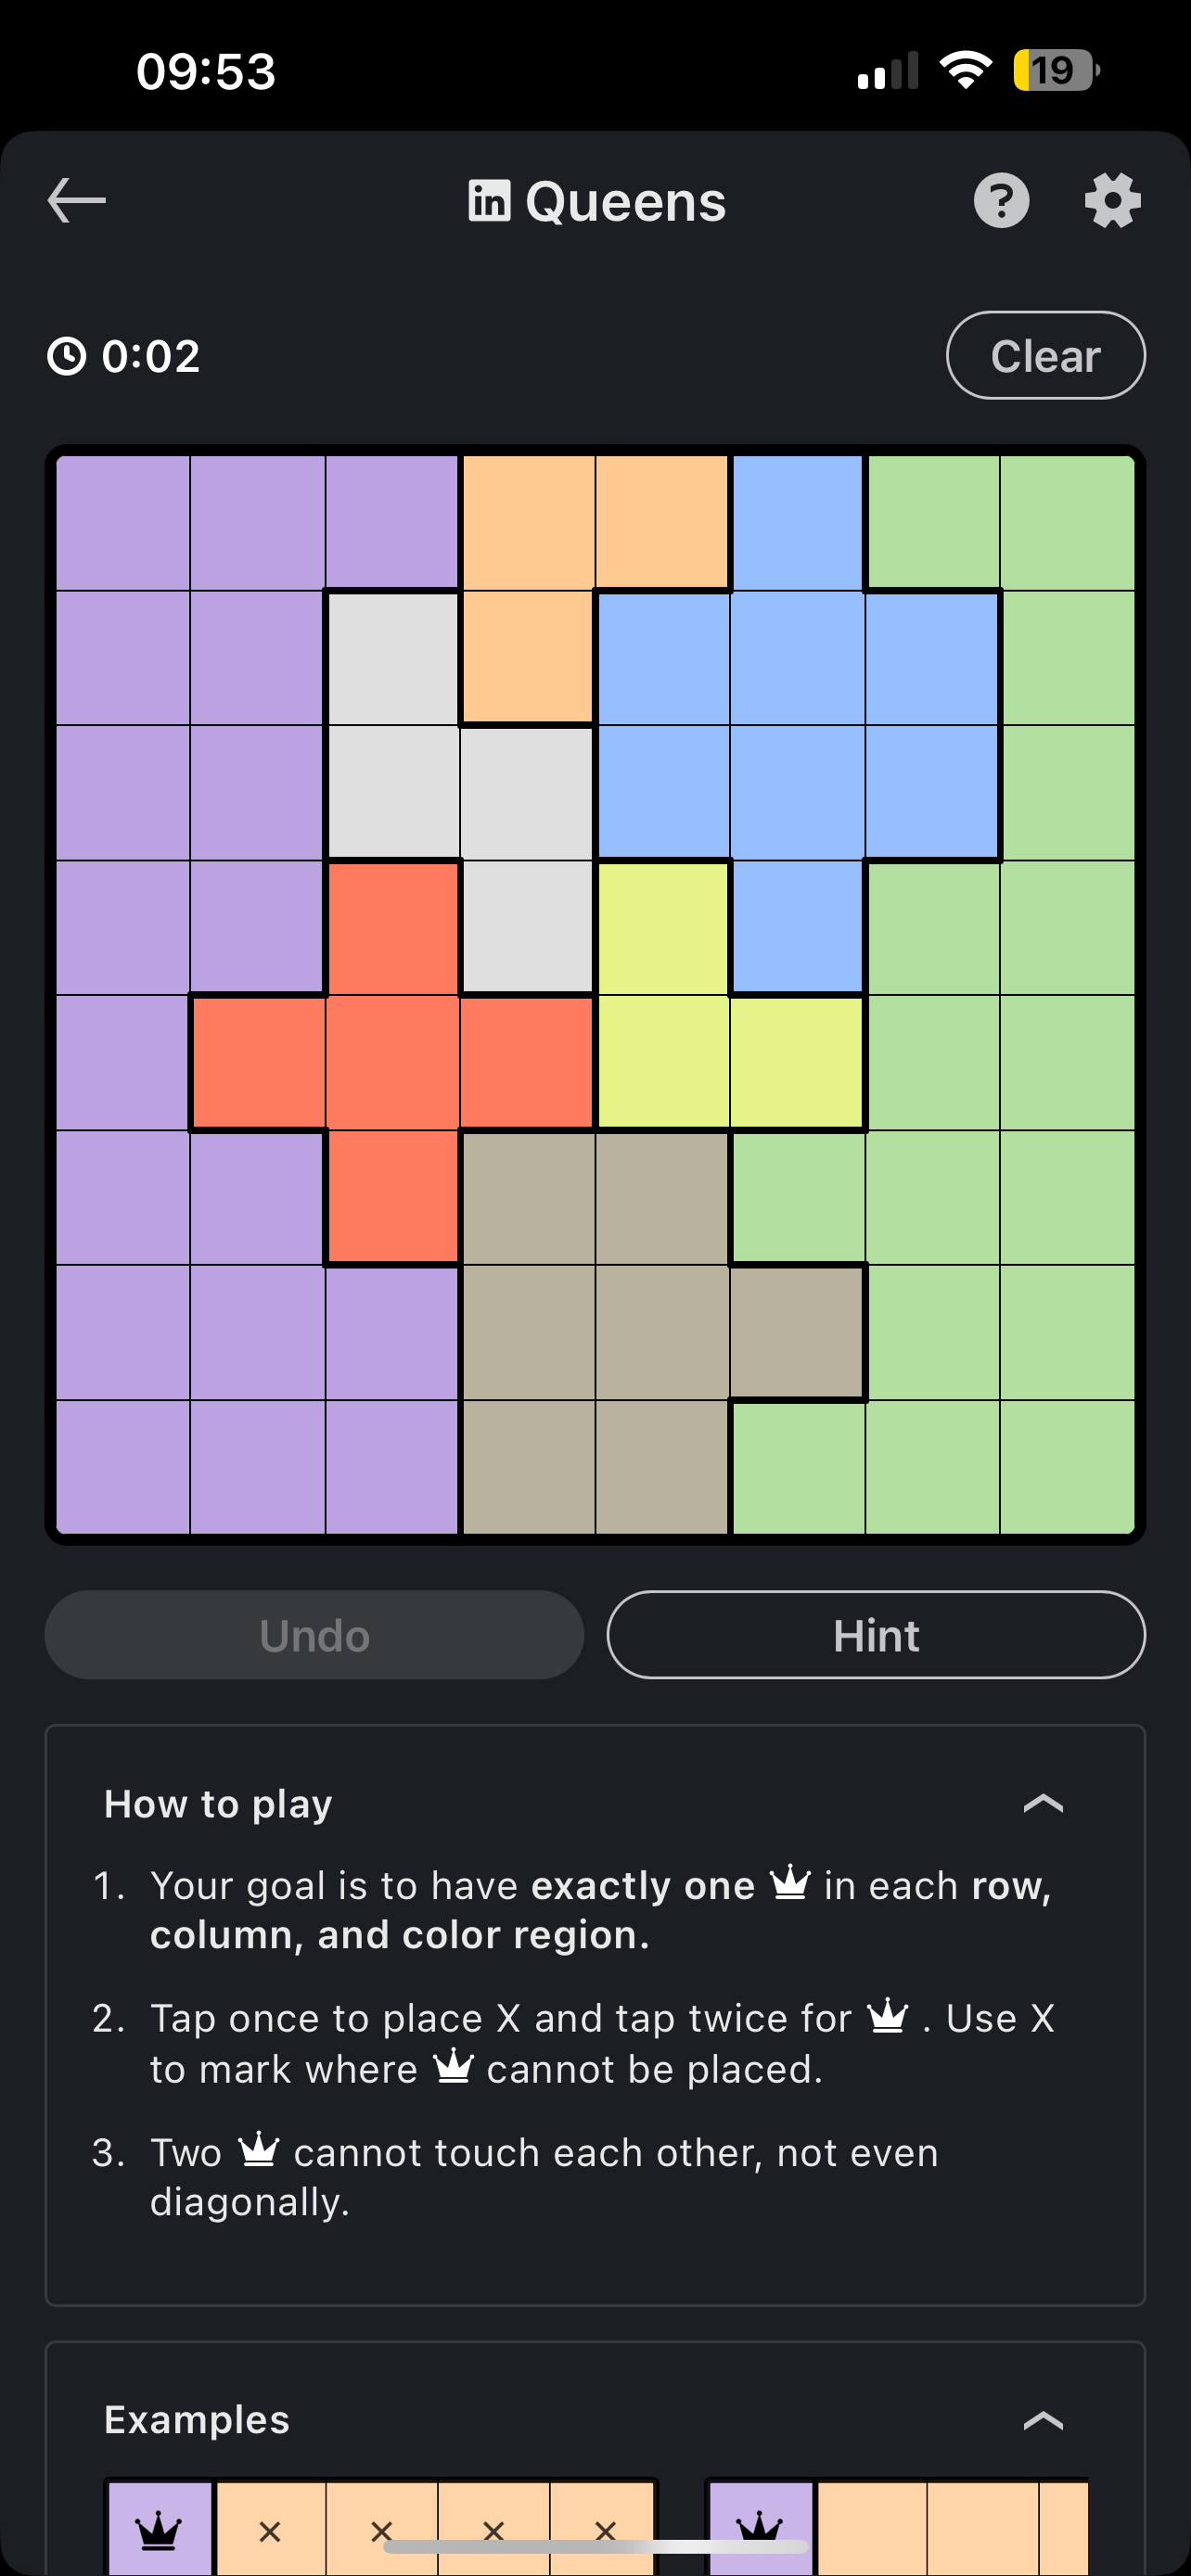 09:53
19
in Queens ?
0:02
Clear
Undo
Hint
How to play
1. Your goal is to have exactly one in each row,
column, and color region.
2. Tap once to place X and tap twice for . Use X
to mark where cannot be placed.
3. Two cannot touch each other, not even
diagonally.
Examples